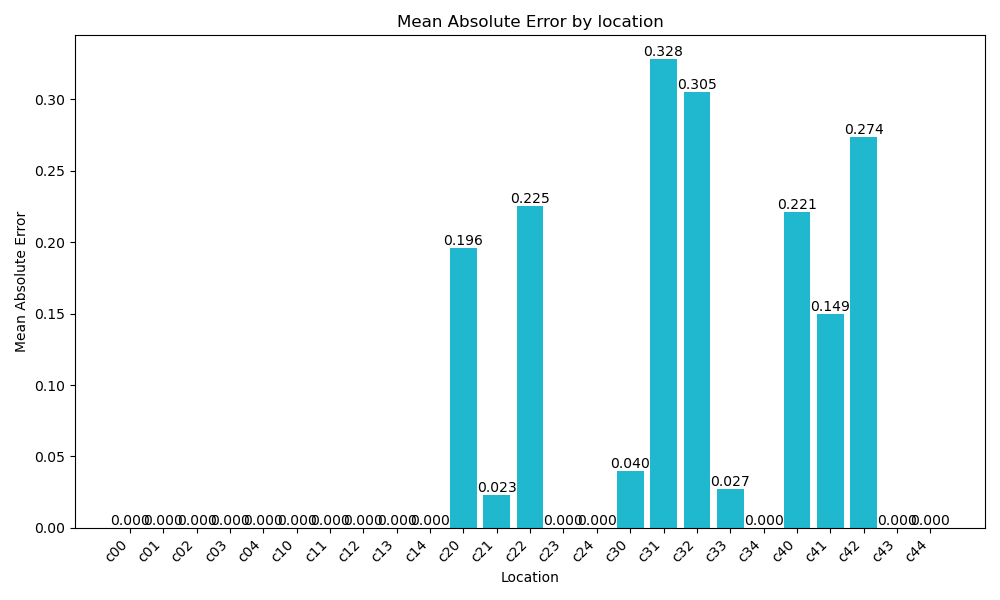 Mean Absolute Error by location
Mean Absolute Error
0.30
0.25
0.20
0.15
0.10
0.05
0.00
0.000 0.000 0.000 0.000 0.000 0.000 0.000 0.000 0.000 0.000 0.196 0.023 0.225 0.000 0.000 0.040 0.328 0.305 0.027 0.000 0.221 0.149 0.274 0.000 0.000
c00 c01 c02 c03 c04 c10 c11 c12 c13 c14 c20 c21 c22 c23 c24 c30 c31 c32 c33 c34 c40 c41 c42 c43 c44
Location